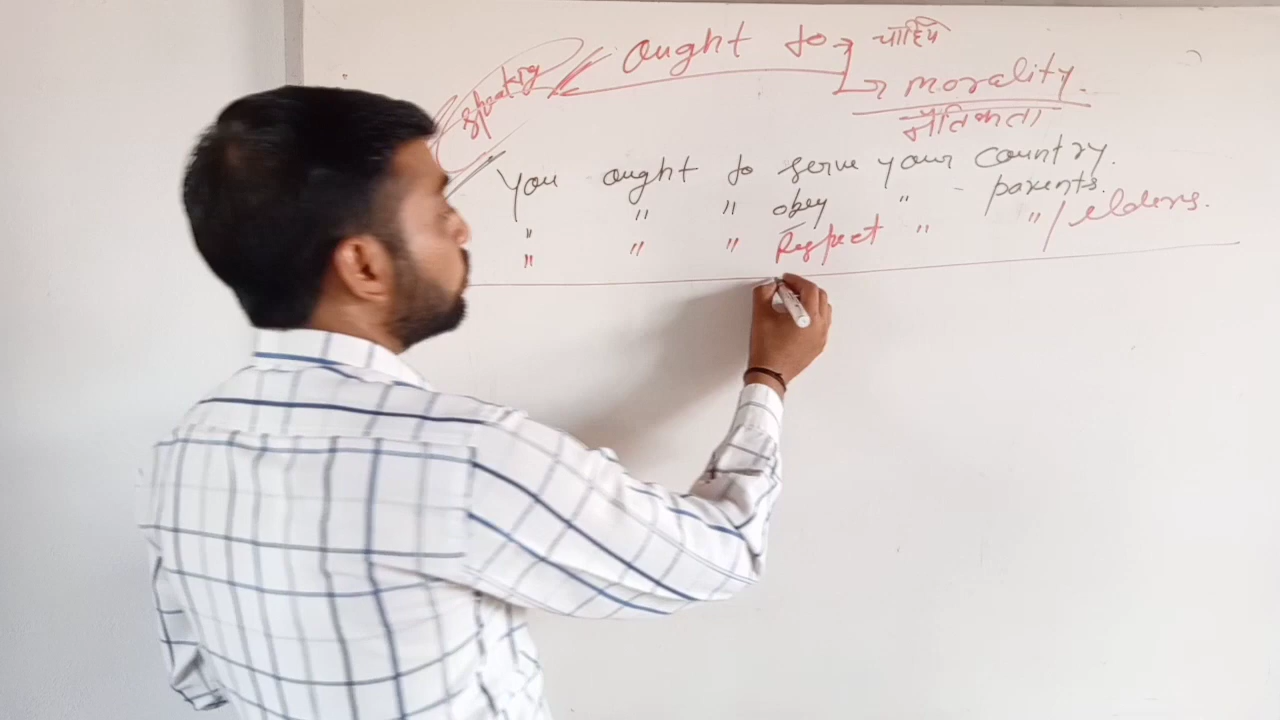 ought to → चाहिये
speaking
→ morality.
नैतिकता
You ought to serve your country.
" " " obey " parents.
" " " Respect " " / elders.